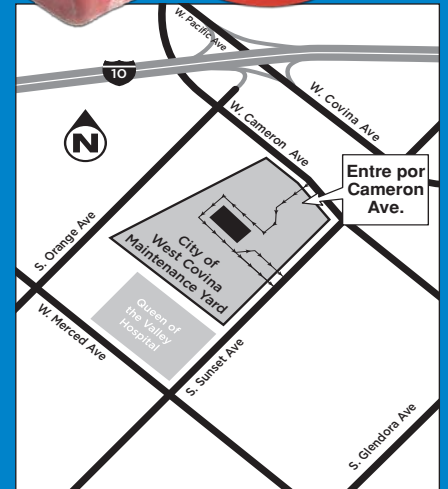 W. Pacific Ave
10
W. Covina Ave
W. Cameron Ave
N
Entre por
Cameron
Ave.
S. Orange Ave
City of
West Covina
Maintenance Yard
Queen of
the Valley
Hospital
W. Merced Ave
S. Sunset Ave
S. Glendora Ave